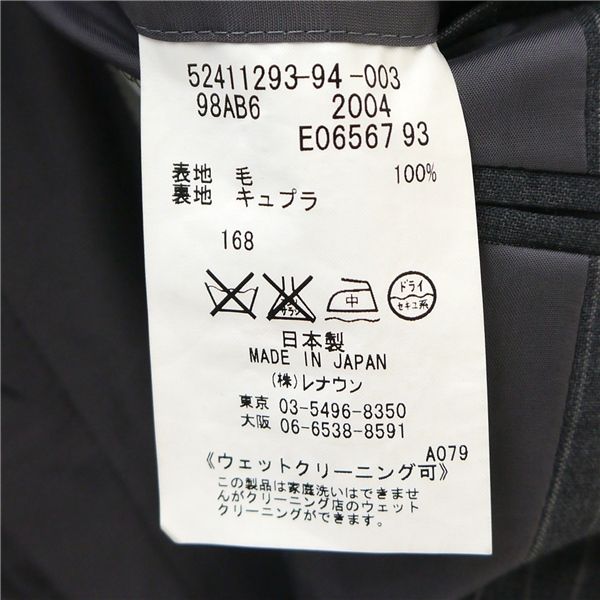 52411293-94-003
98AB6 2004
E06567 93
表地 毛 100%
裏地 キュプラ
168
中 ドライ
セキユ系
日本製
MADE IN JAPAN
(株)レナウン
東京 03-5496-8350
大阪 06-6538-8591
A079
《ウェットクリーニング可》
この製品は家庭洗いはできませ
んがクリーニング店のウェット
クリーニングができます。